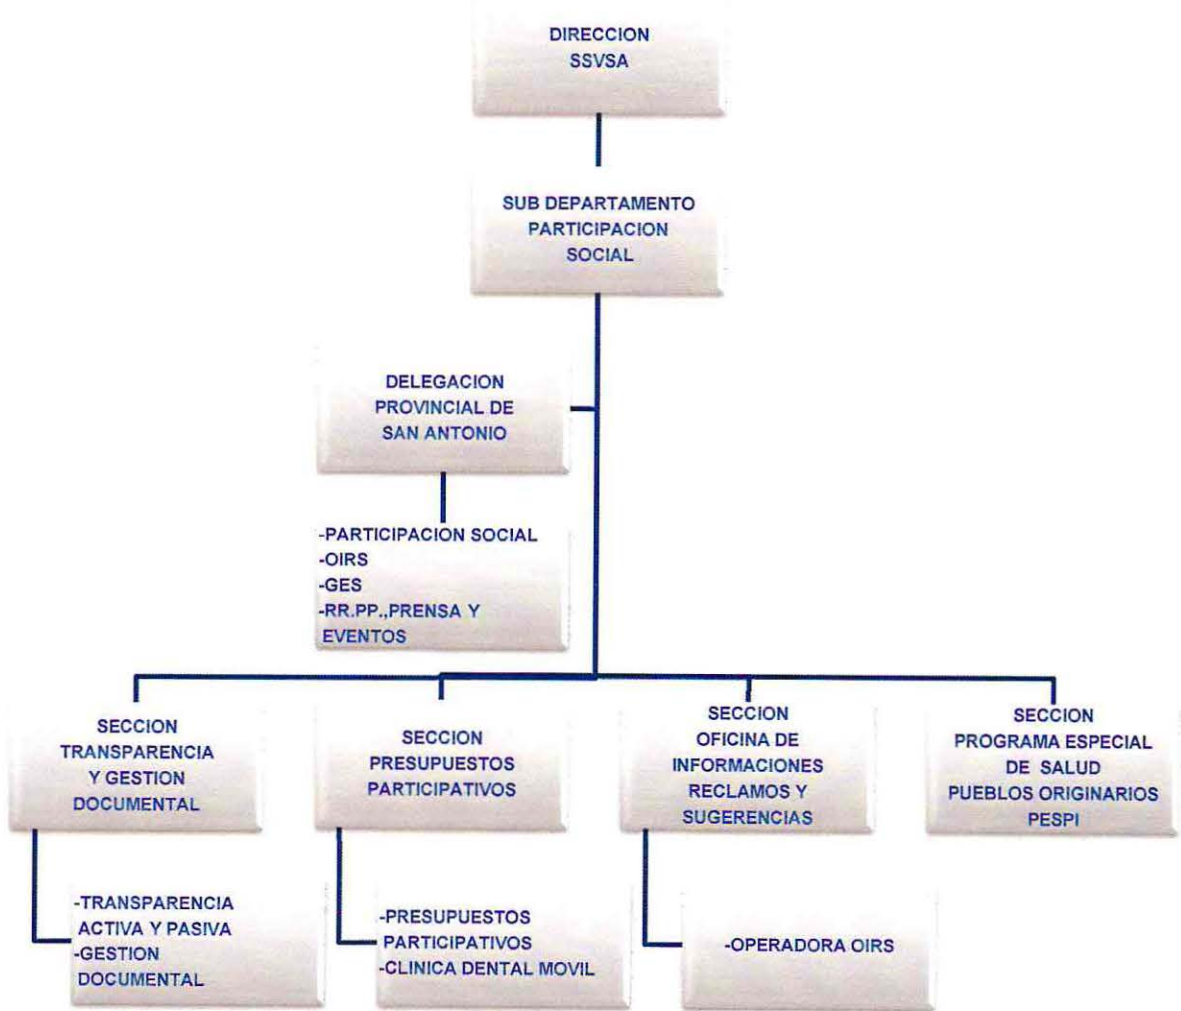 DIRECCION
SSVSA
SUB DEPARTAMENTO
PARTICIPACION
SOCIAL
DELEGACION
PROVINCIAL DE
SAN ANTONIO
-PARTICIPACION SOCIAL
-OIRS
-GES
-RR.PP.,PRENSA Y
EVENTOS
SECCION
TRANSPARENCIA
Y GESTION
DOCUMENTAL
SECCION
PRESUPUESTOS
PARTICIPATIVOS
SECCION
OFICINA DE
INFORMACIONES
RECLAMOS Y
SUGERENCIAS
SECCION
PROGRAMA ESPECIAL
DE SALUD
PUEBLOS ORIGINARIOS
PESPI
-TRANSPARENCIA
ACTIVA Y PASIVA
-GESTION
DOCUMENTAL
-PRESUPUESTOS
PARTICIPATIVOS
-CLINICA DENTAL MOVIL
-OPERADORA OIRS